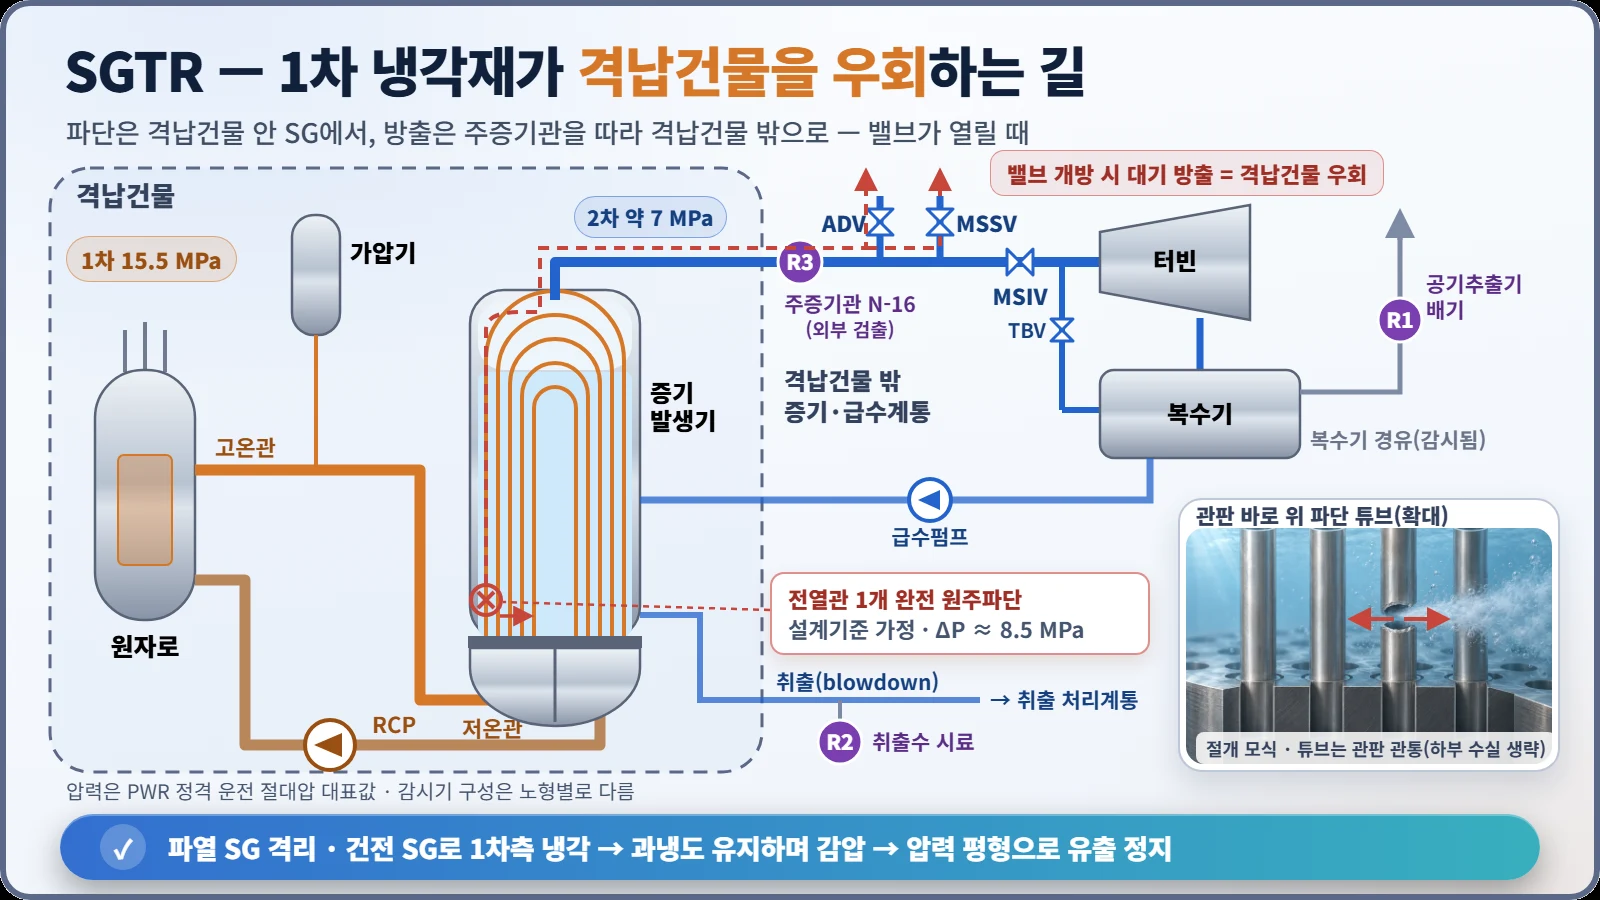 SGTR — 1차 냉각재가 격납건물을 우회하는 길
파단은 격납건물 안 SG에서, 방출은 주증기관을 따라 격납건물 밖으로 — 밸브가 열릴 때
밸브 개방 시 대기 방출 = 격납건물 우회
격납건물
1차 15.5 MPa
가압기
2차 약 7 MPa
ADV
MSSV
R3
주증기관 N-16
(외부 검출)
MSIV
TBV
터빈
공기추출기
배기
R1
격납건물 밖
증기·급수계통
증기
발생기
복수기
복수기 경유(감시됨)
고온관
원자로
급수펌프
관판 바로 위 파단 튜브(확대)
전열관 1개 완전 원주파단
설계기준 가정 · ΔP ≈ 8.5 MPa
취출(blowdown)
→ 취출 처리계통
R2
취출수 시료
RCP
저온관
절개 모식 · 튜브는 관판 관통(하부 수실 생략)
압력은 PWR 정격 운전 절대압 대표값 · 감시기 구성은 노형별로 다름
✓ 파열 SG 격리 · 건전 SG로 1차측 냉각 → 과냉도 유지하며 감압 → 압력 평형으로 유출 정지